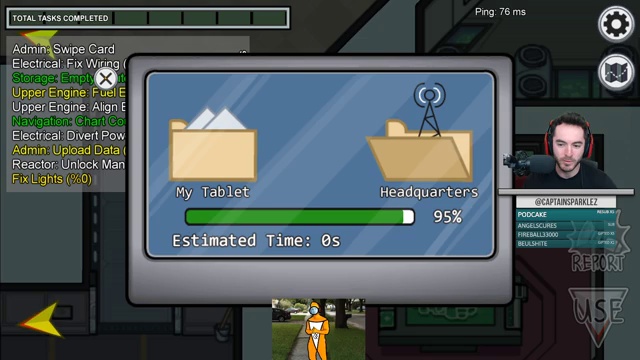 TOTAL TASKS COMPLETED
Ping: 76 ms
Admin: Swipe Card
Electrical: Fix Wiring (
Storage: Empty
Upper Engine: Fuel E
Upper Engine: Align E
Navigation: Chart Co
Electrical: Divert Pow
Admin: Upload Data (
Reactor: Unlock Man
Fix Lights (%0)
My Tablet
Headquarters
95%
Estimated Time: 0s
@CAPTAINSPARKLEZ
PODCAKE
ANGELSCURES
FIREBALL33000
BEULSHITE
REPORT
USE